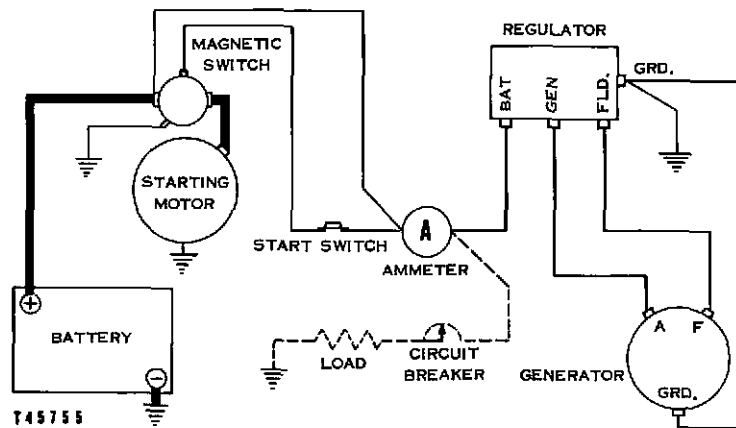 REGULATOR
MAGNETIC
SWITCH
GRD.
BAT
GEN
FLD.
STARTING
MOTOR
A
START SWITCH
AMMETER
+
BATTERY
LOAD
CIRCUIT
BREAKER
A
F
GENERATOR
GRD.
−
T45755